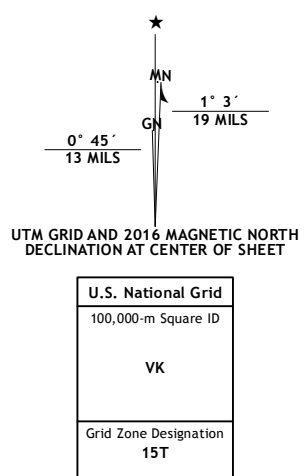 ★
MN
1° 3´
19 MILS
GN
0° 45´
13 MILS
UTM GRID AND 2016 MAGNETIC NORTH
DECLINATION AT CENTER OF SHEET
U.S. National Grid
100,000-m Square ID
VK
Grid Zone Designation
15T